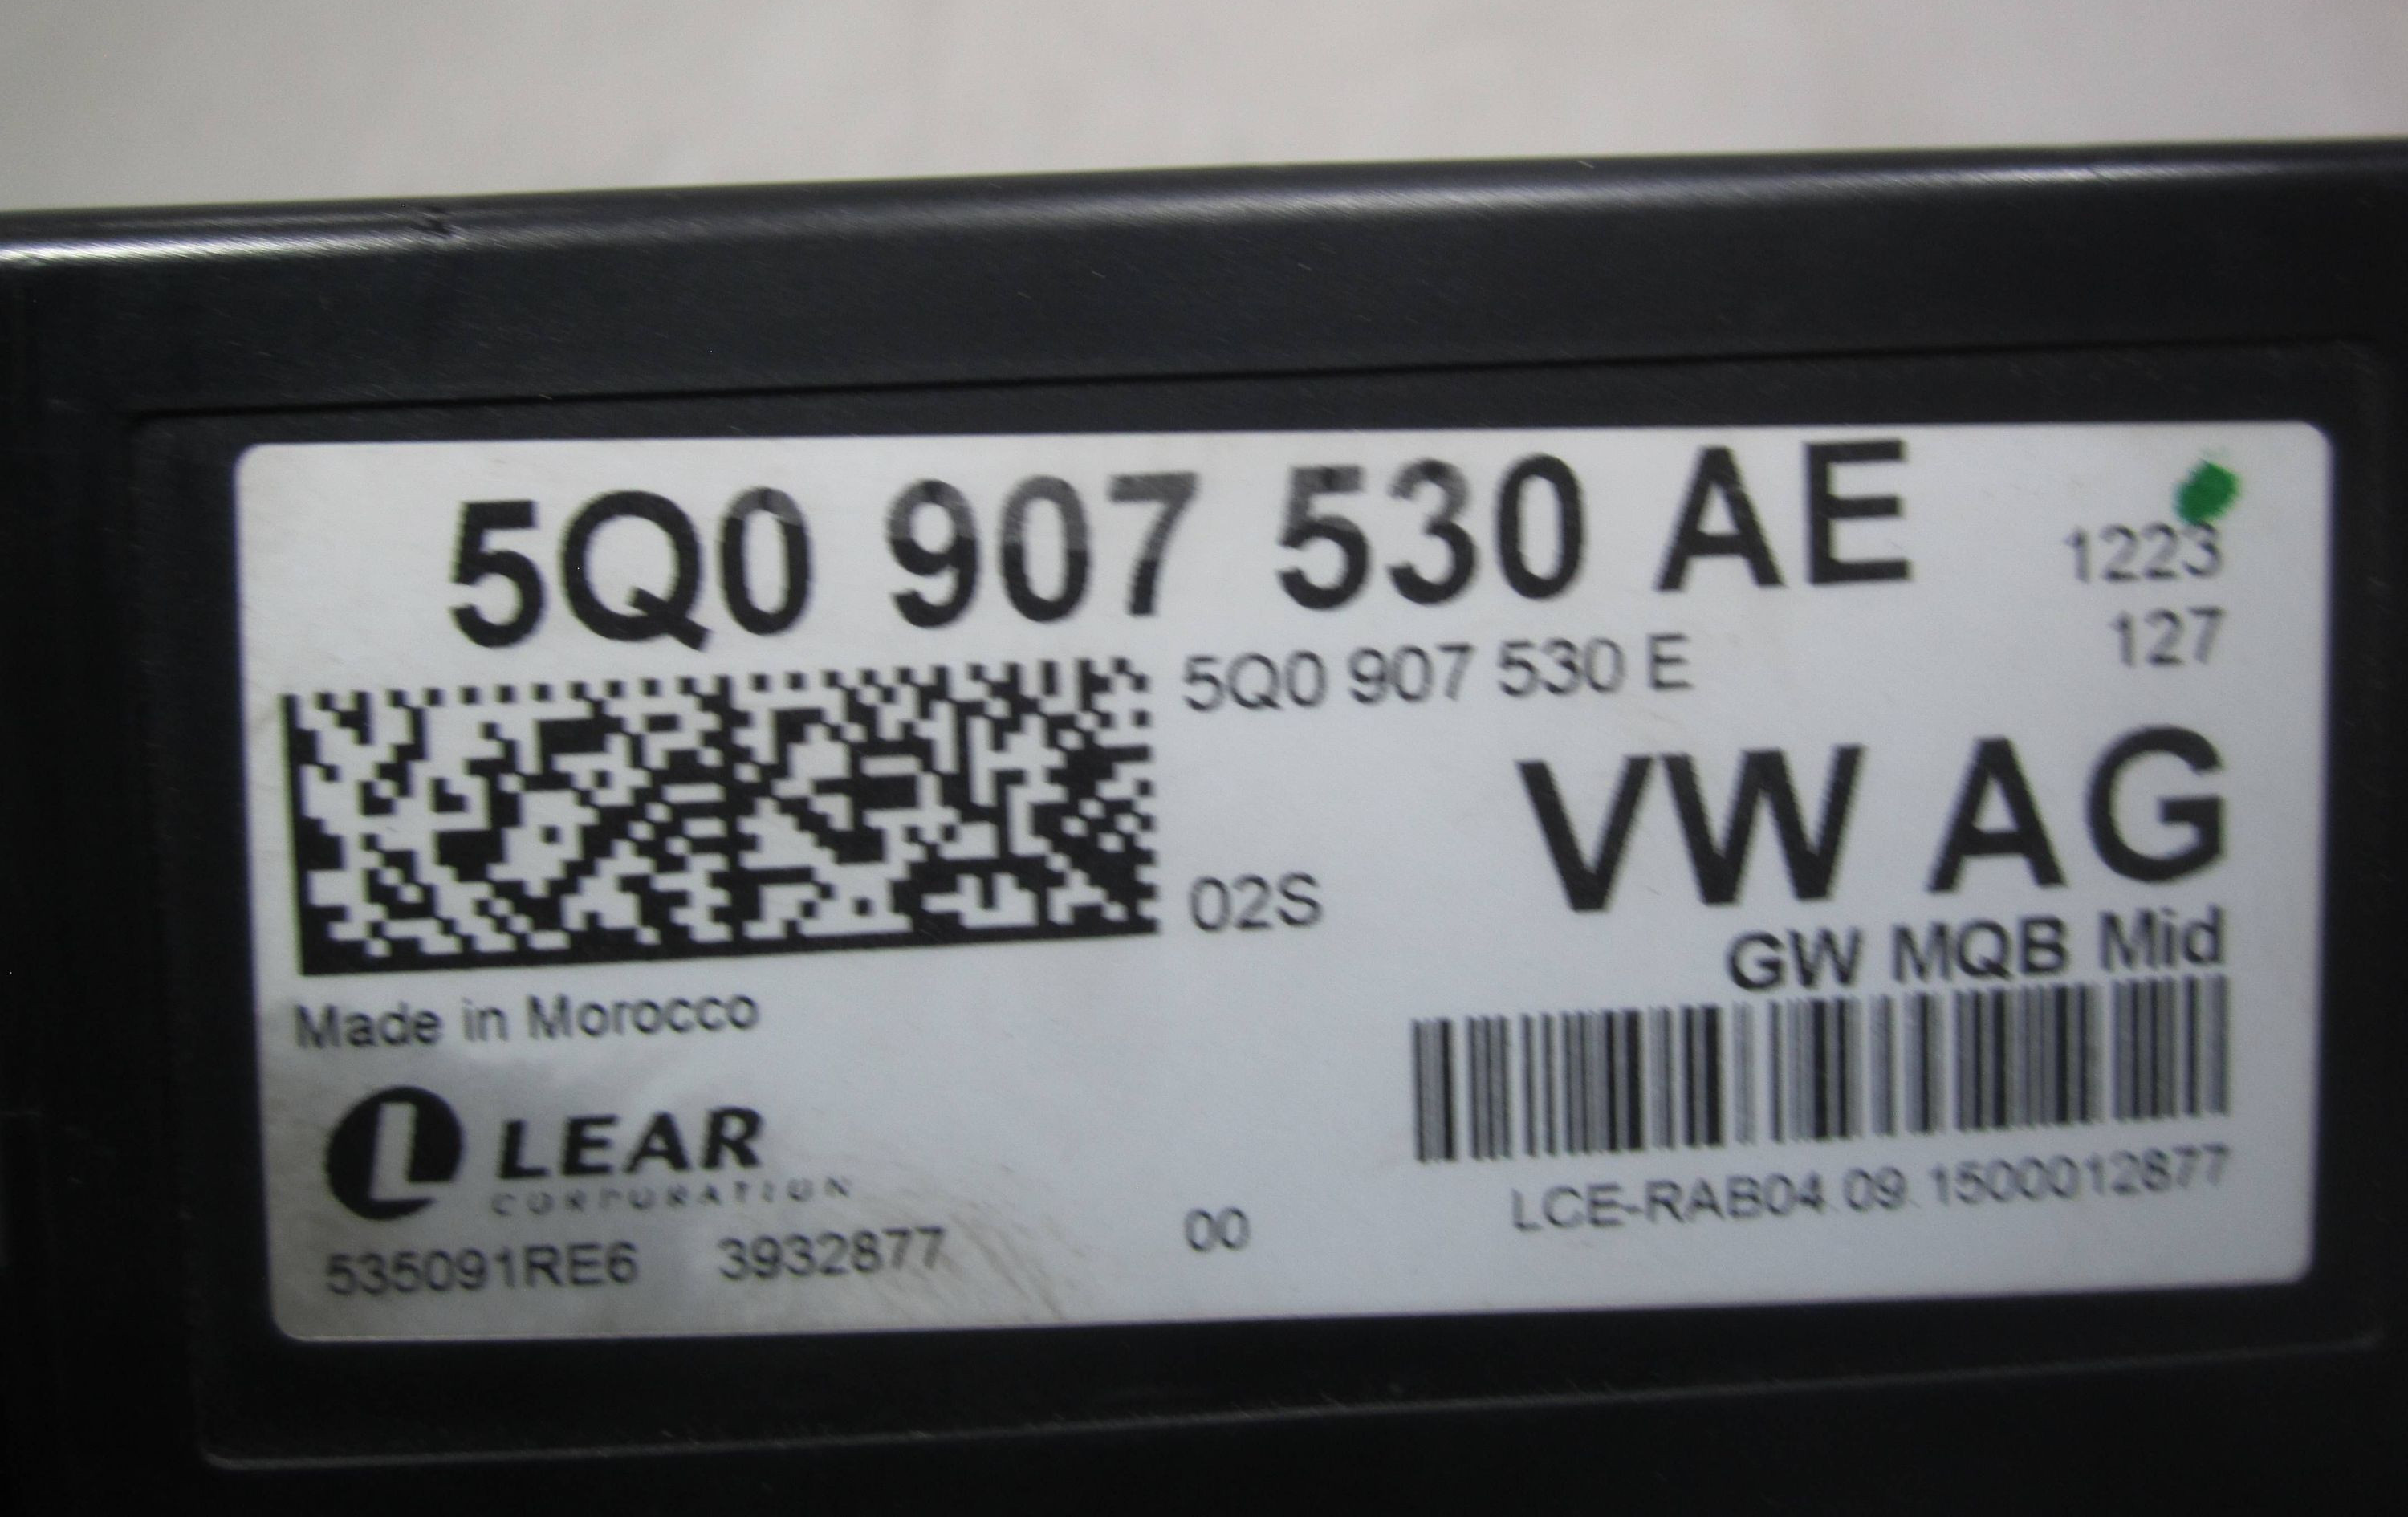 5Q0 907 530 AE
1223
5Q0 907 530 E
127
VW AG
02S
GW MQB Mid
Made in Morocco
LEAR
CORPORATION
LCE-RAB04.09.1500012877
00
535091RE6 3932877